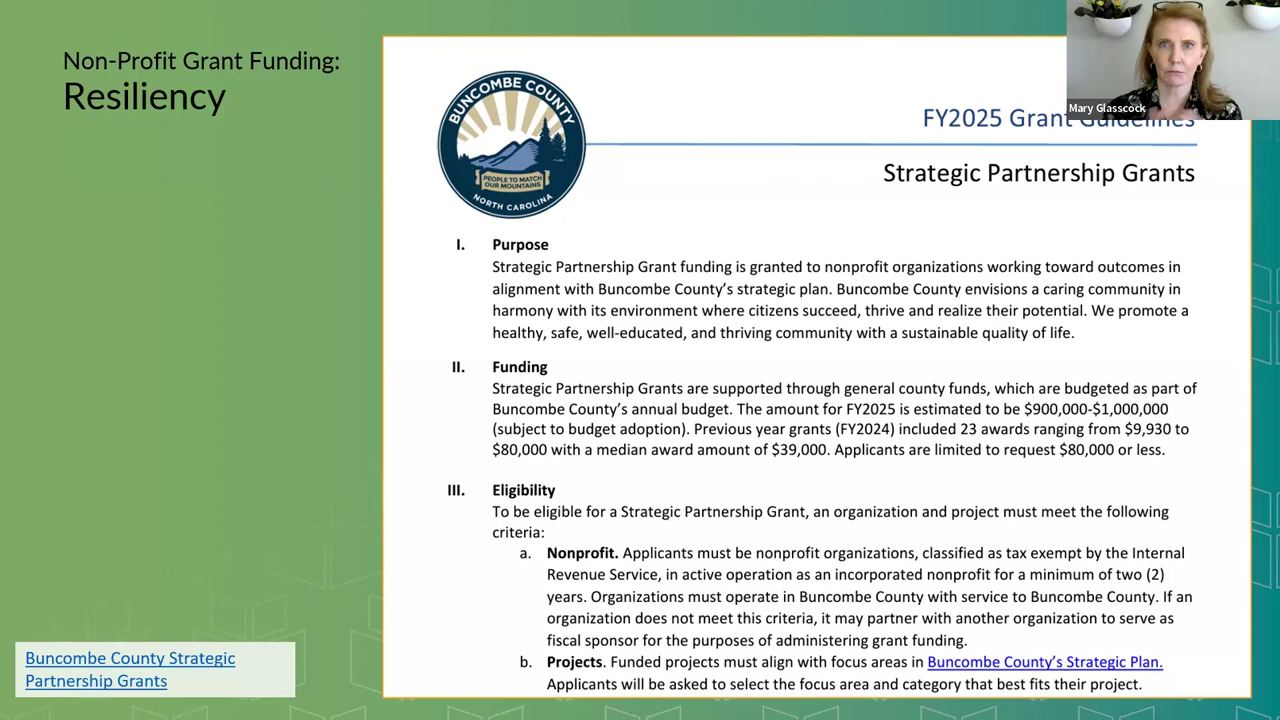 Non-Profit Grant Funding:
Resiliency
BUNCOMBE COUNTY
PEOPLE TO MATCH
OUR MOUNTAINS
NORTH CAROLINA
Mary Glasscock
FY2025 Grant Guidelines
Strategic Partnership Grants
I. Purpose
Strategic Partnership Grant funding is granted to nonprofit organizations working toward outcomes in
alignment with Buncombe County's strategic plan. Buncombe County envisions a caring community in
harmony with its environment where citizens succeed, thrive and realize their potential. We promote a
healthy, safe, well-educated, and thriving community with a sustainable quality of life.
II. Funding
Strategic Partnership Grants are supported through general county funds, which are budgeted as part of
Buncombe County's annual budget. The amount for FY2025 is estimated to be $900,000-$1,000,000
(subject to budget adoption). Previous year grants (FY2024) included 23 awards ranging from $9,930 to
$80,000 with a median award amount of $39,000. Applicants are limited to request $80,000 or less.
III. Eligibility
To be eligible for a Strategic Partnership Grant, an organization and project must meet the following
criteria:
a. Nonprofit. Applicants must be nonprofit organizations, classified as tax exempt by the Internal
Revenue Service, in active operation as an incorporated nonprofit for a minimum of two (2)
years. Organizations must operate in Buncombe County with service to Buncombe County. If an
organization does not meet this criteria, it may partner with another organization to serve as
fiscal sponsor for the purposes of administering grant funding.
b. Projects. Funded projects must align with focus areas in Buncombe County's Strategic Plan.
Applicants will be asked to select the focus area and category that best fits their project.
Buncombe County Strategic
Partnership Grants